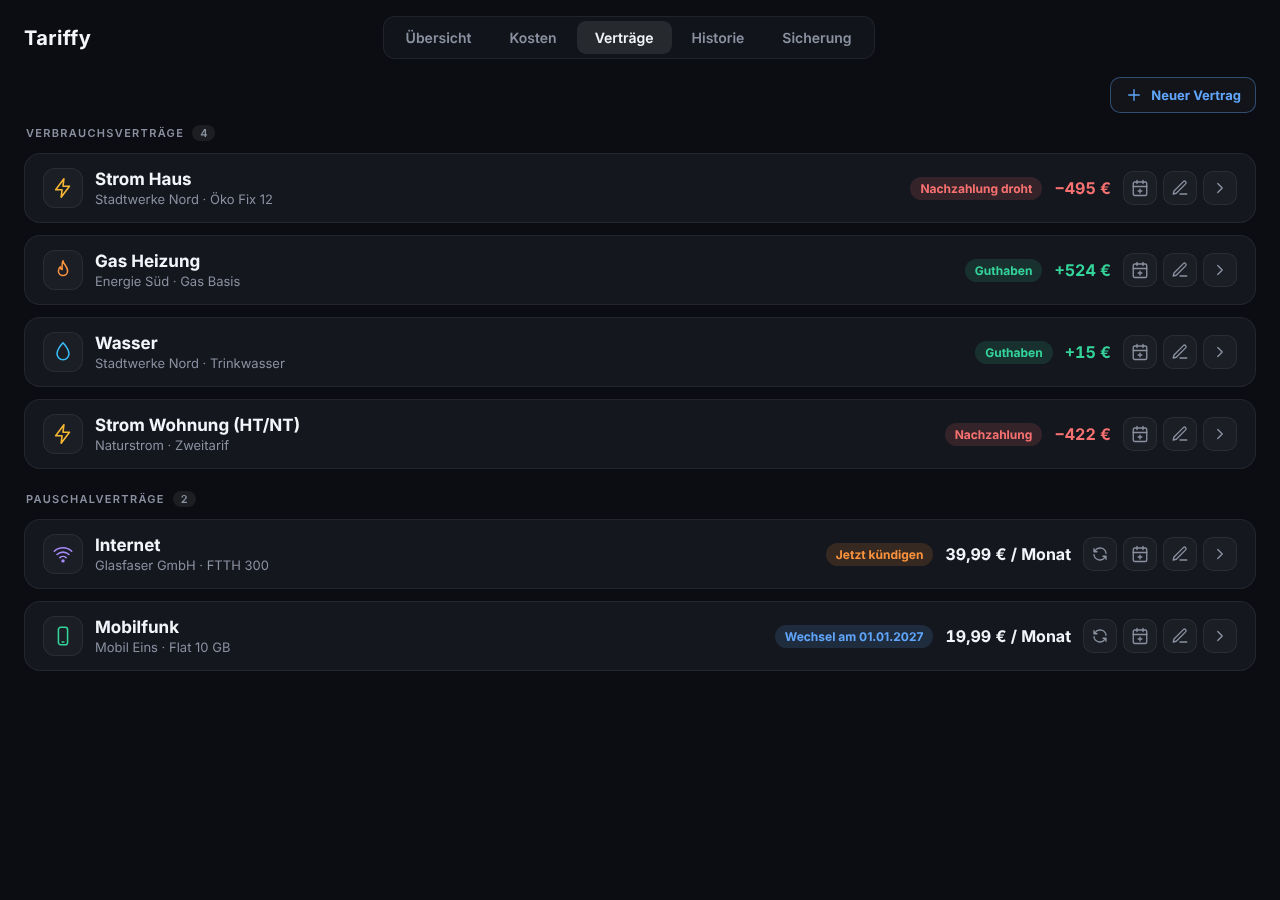 Tariffy
Übersicht Kosten Verträge Historie Sicherung
Neuer Vertrag
VERBRAUCHSVERTRÄGE 4
Strom Haus
Stadtwerke Nord · Öko Fix 12
Nachzahlung droht −495 €
Gas Heizung
Energie Süd · Gas Basis
Guthaben +524 €
Wasser
Stadtwerke Nord · Trinkwasser
Guthaben +15 €
Strom Wohnung (HT/NT)
Naturstrom · Zweitarif
Nachzahlung −422 €
PAUSCHALVERTRÄGE 2
Internet
Glasfaser GmbH · FTTH 300
Jetzt kündigen 39,99 € / Monat
Mobilfunk
Mobil Eins · Flat 10 GB
Wechsel am 01.01.2027 19,99 € / Monat